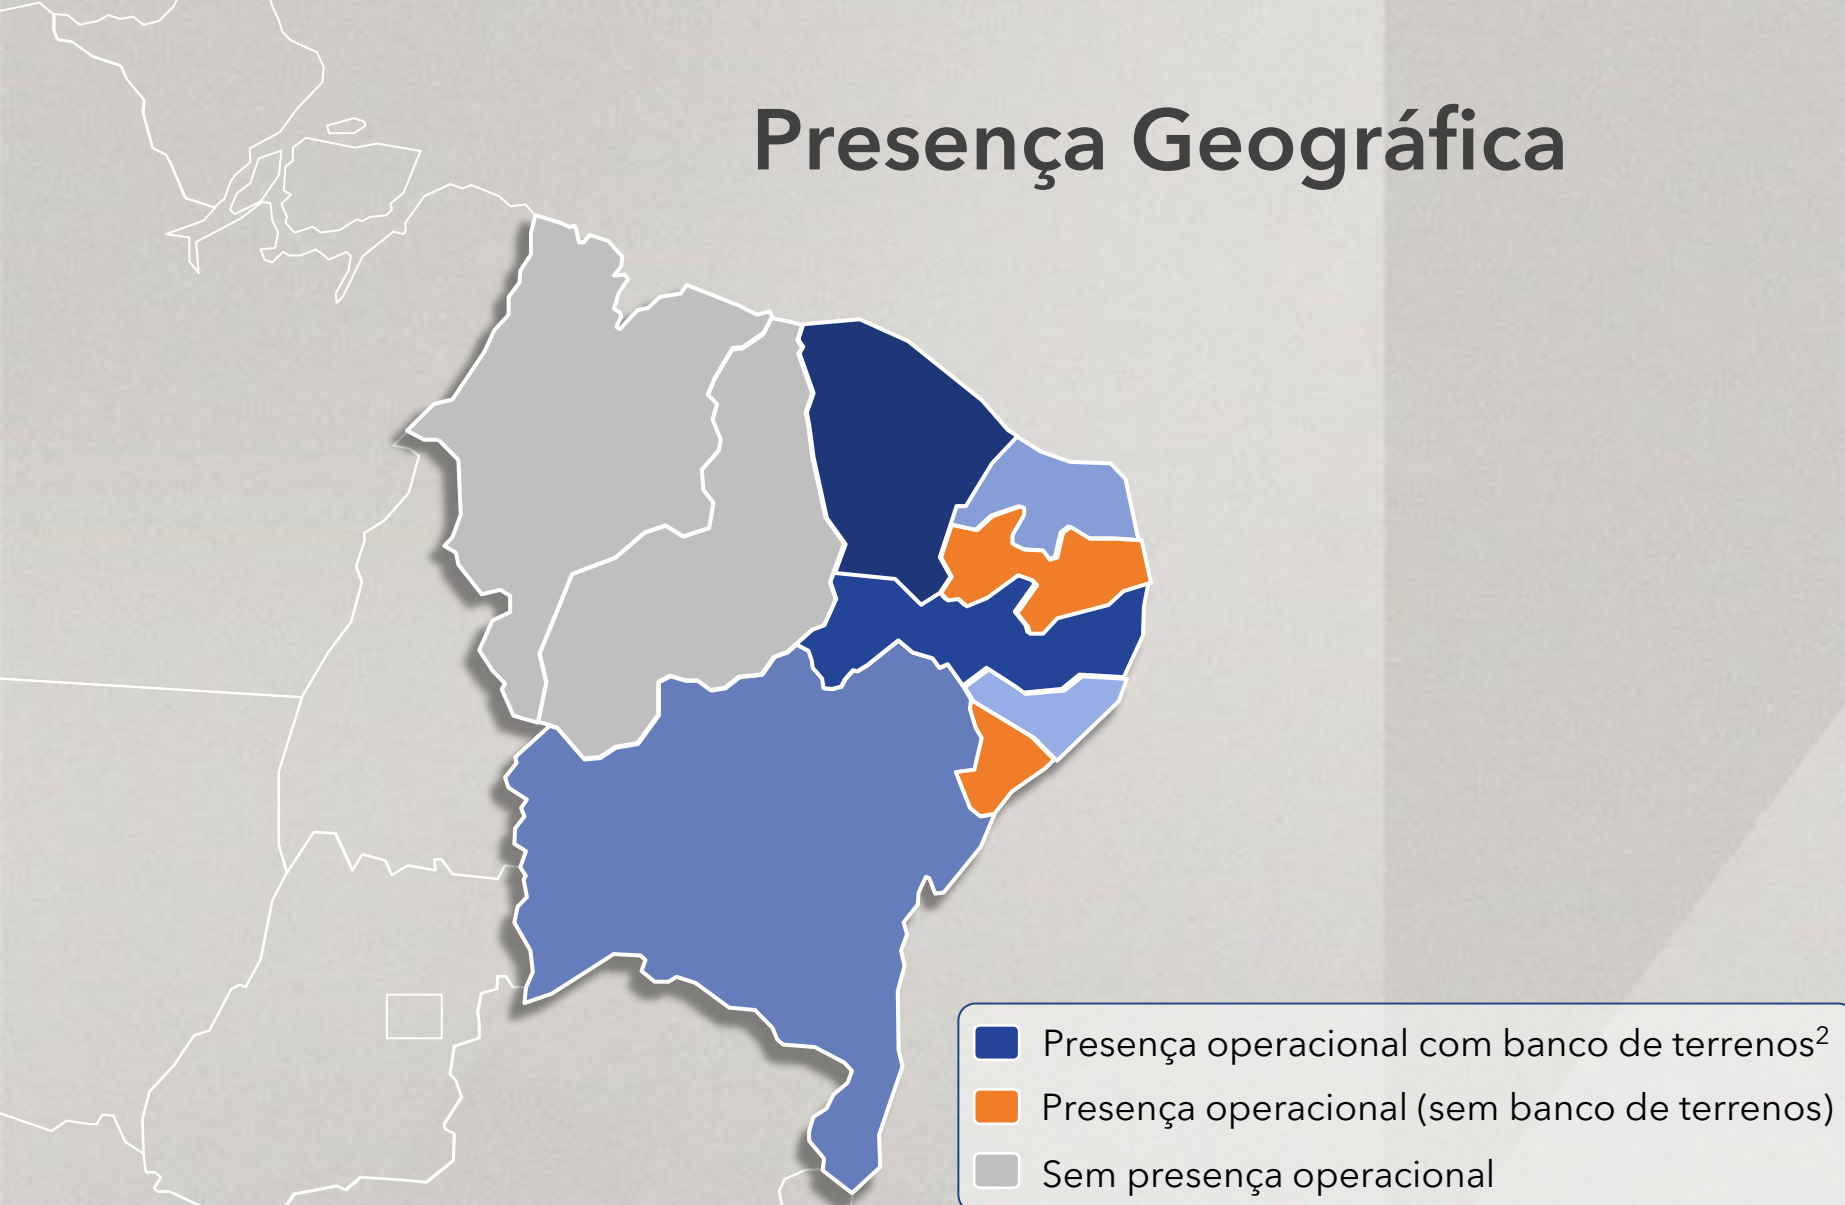 Presença Geográfica
Presença operacional com banco de terrenos²
Presença operacional (sem banco de terrenos)
Sem presença operacional